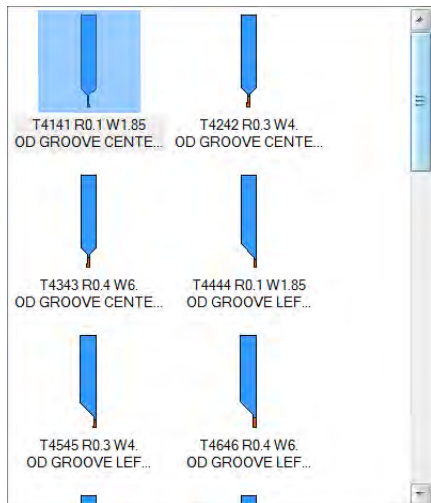 T4141 R0.1 W1.85
OD GROOVE CENTE...
T4242 R0.3 W4.
OD GROOVE CENTE...
T4343 R0.4 W6.
OD GROOVE CENTE...
T4444 R0.1 W1.85
OD GROOVE LEF...
T4545 R0.3 W4.
OD GROOVE LEF...
T4646 R0.4 W6.
OD GROOVE LEF...